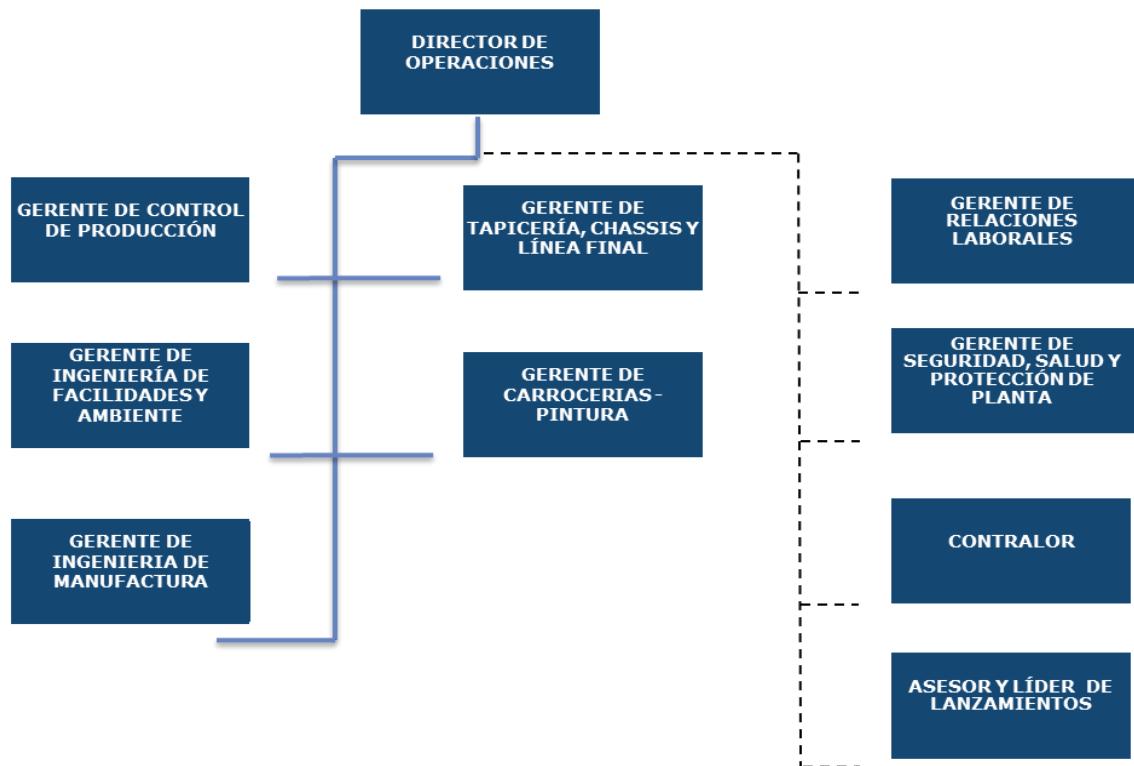 DIRECTOR DE
OPERACIONES
GERENTE DE CONTROL
DE PRODUCCIÓN
GERENTE DE
TAPICERÍA, CHASSIS Y
LÍNEA FINAL
GERENTE DE
RELACIONES
LABORALES
GERENTE DE
INGENIERÍA DE
FACILIDADES Y
AMBIENTE
GERENTE DE
CARROCERIAS -
PINTURA
GERENTE DE
SEGURIDAD, SALUD Y
PROTECCIÓN DE
PLANTA
GERENTE DE
INGENIERIA DE
MANUFACTURA
CONTRALOR
ASESOR Y LÍDER DE
LANZAMIENTOS